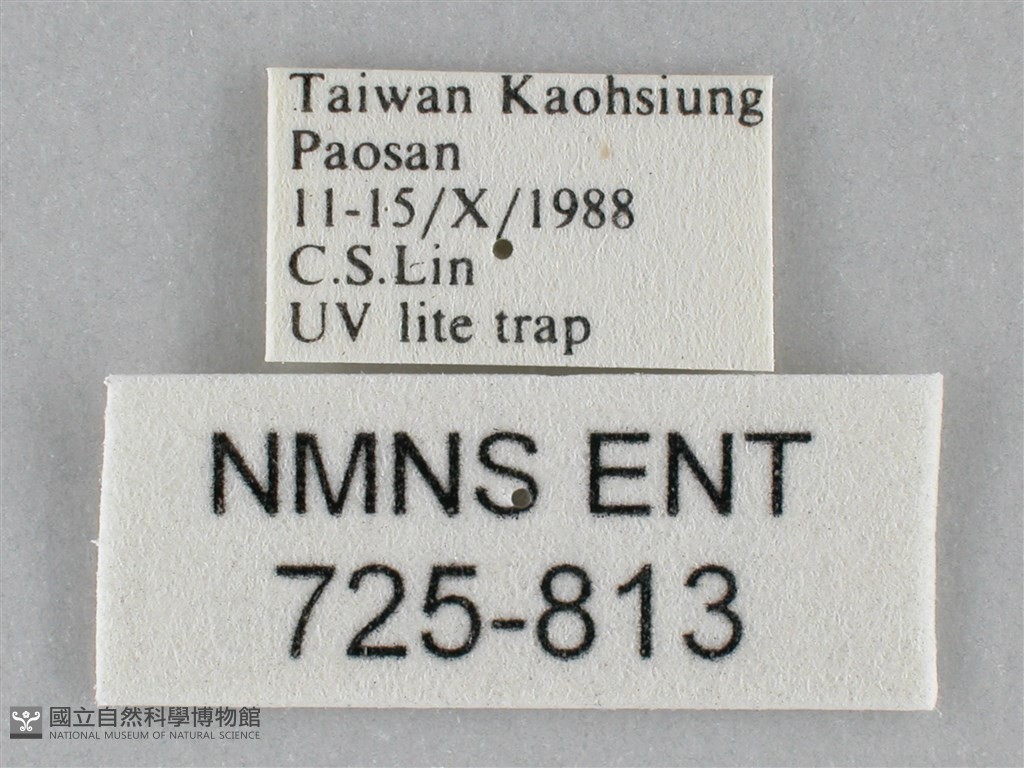 Taiwan Kaohsiung
Paosan
11-15/X/1988
C.S.Lin
UV lite trap
NMNS ENT
725-813
國立自然科學博物館
NATIONAL MUSEUM OF NATURAL SCIENCE